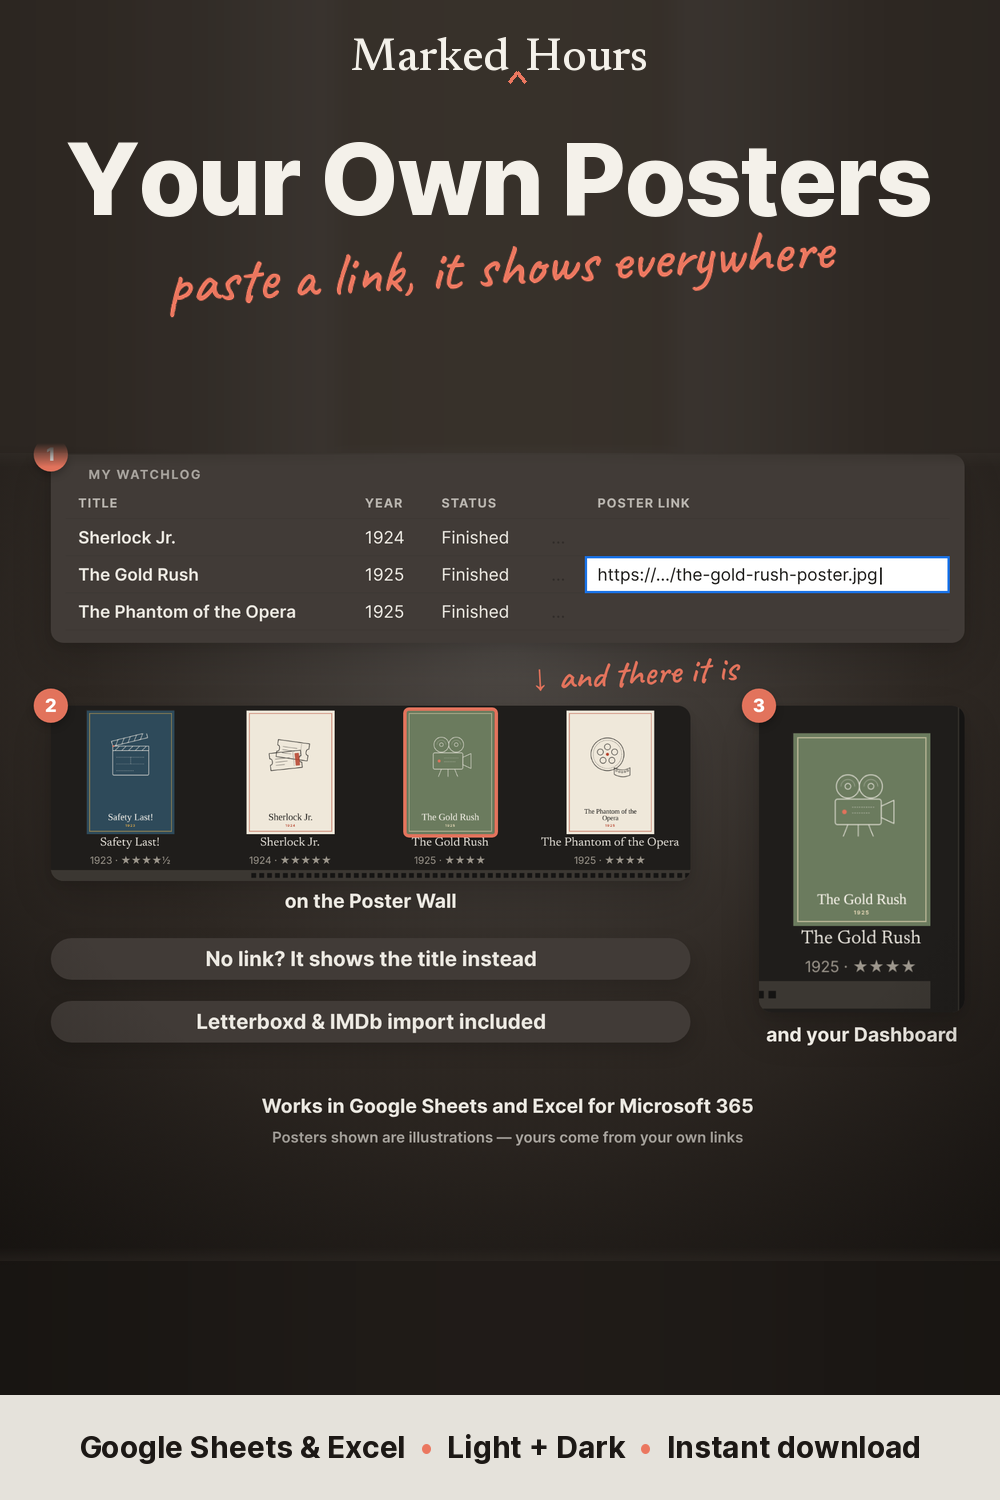 Marked Hours
Your Own Posters
paste a link, it shows everywhere
1
MY WATCHLOG
TITLE YEAR STATUS POSTER LINK
Sherlock Jr. 1924 Finished ...
The Gold Rush 1925 Finished ... https://.../the-gold-rush-poster.jpg
The Phantom of the Opera 1925 Finished ...
↓ and there it is
2
Safety Last!
1923
Safety Last!
1923 · ★★★★½
Sherlock Jr.
1924
Sherlock Jr.
1924 · ★★★★★
The Gold Rush
1925
The Gold Rush
1925 · ★★★★
The Phantom of the
Opera
1925
The Phantom of the Opera
1925 · ★★★★
on the Poster Wall
3
The Gold Rush
1925
The Gold Rush
1925 · ★★★★
and your Dashboard
No link? It shows the title instead
Letterboxd & IMDb import included
Works in Google Sheets and Excel for Microsoft 365
Posters shown are illustrations — yours come from your own links
Google Sheets & Excel • Light + Dark • Instant download